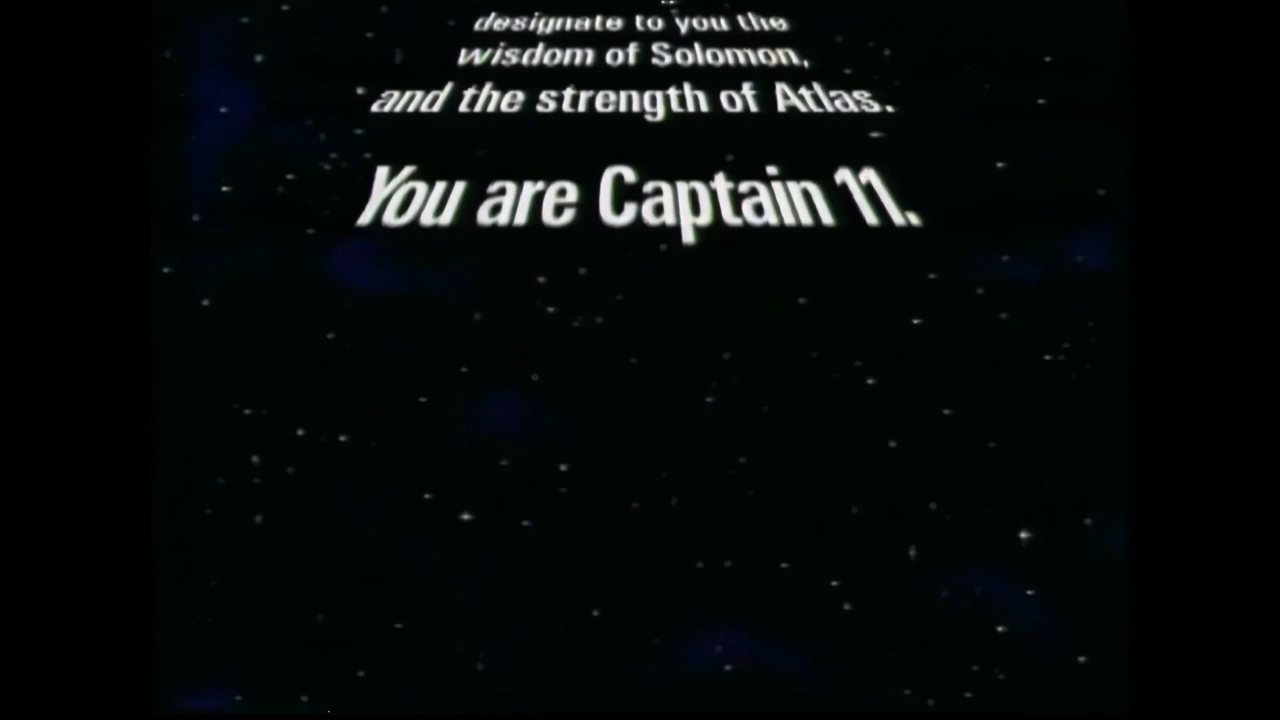 designate to you the
wisdom of Solomon,
and the strength of Atlas.
You are Captain 11.